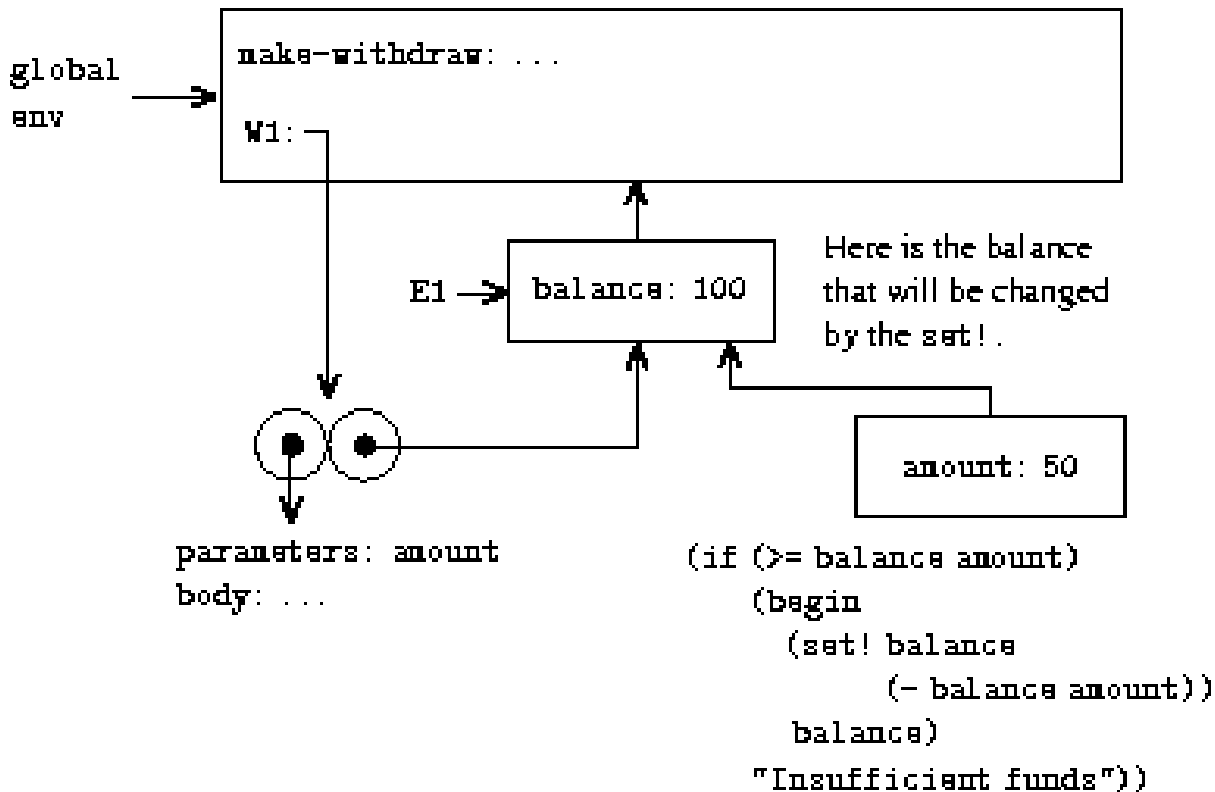 global
env
make-withdraw: ...
W1:
E1
balance: 100
Here is the balance
that will be changed
by the set! .
amount: 50
parameters: amount
body: ...
(if (>= balance amount)
(begin
(set! balance
(- balance amount))
balance)
"Insufficient funds"))